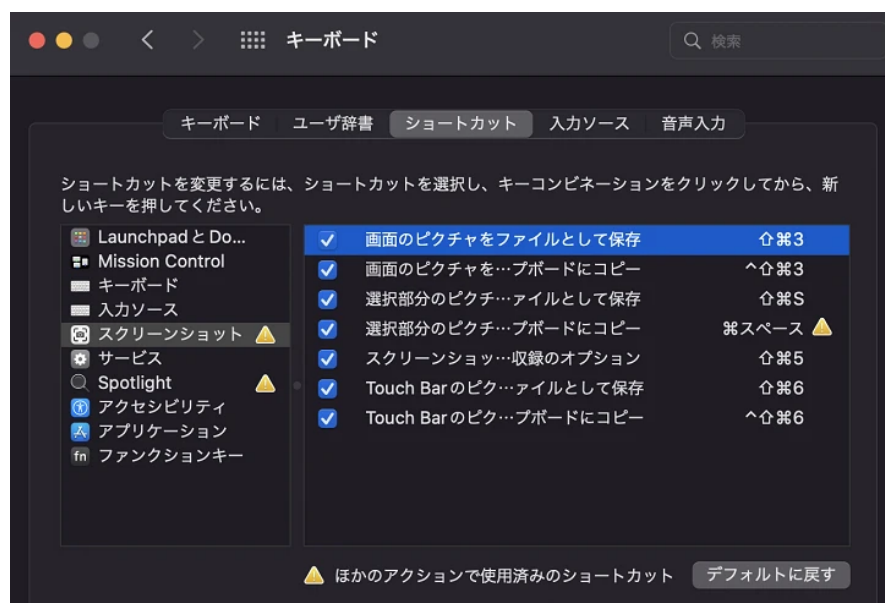 キーボード
検索
キーボード ユーザ辞書 ショートカット 入力ソース 音声入力
ショートカットを変更するには、ショートカットを選択し、キーコンビネーションをクリックしてから、新
しいキーを押してください。
LaunchpadとDo...
Mission Control
キーボード
入力ソース
スクリーンショット
サービス
Spotlight
アクセシビリティ
アプリケーション
fn ファンクションキー
画面のピクチャをファイルとして保存 ⇧⌘3
画面のピクチャを…プボードにコピー ^⇧⌘3
選択部分のピクチ…ァイルとして保存 ⇧⌘S
選択部分のピクチ…プボードにコピー ⌘スペース
スクリーンショッ…収録のオプション ⇧⌘5
Touch Barのピク…ァイルとして保存 ⇧⌘6
Touch Barのピク…プボードにコピー ^⇧⌘6
ほかのアクションで使用済みのショートカット
デフォルトに戻す